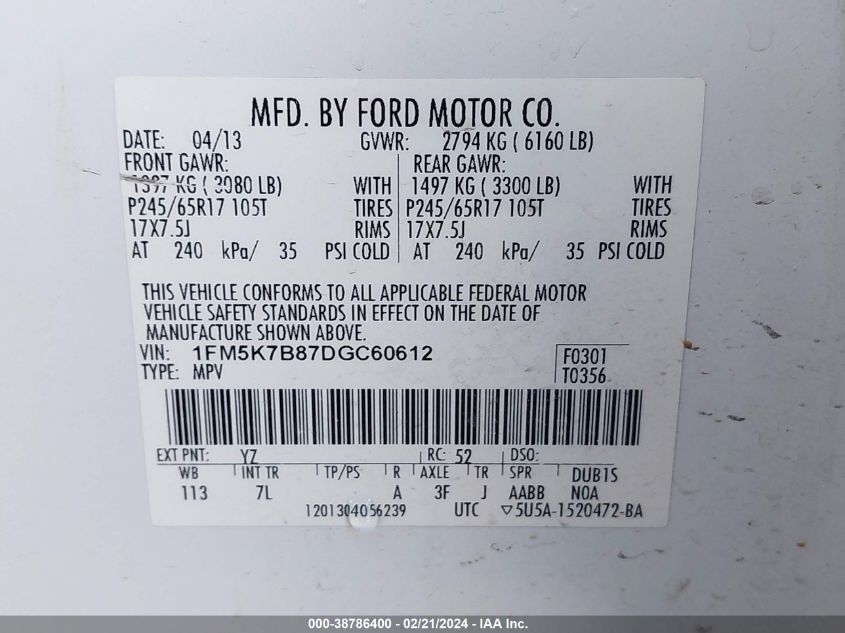 MFD. BY FORD MOTOR CO.
DATE: 04/13 GVWR: 2794 KG ( 6160 LB)
FRONT GAWR: REAR GAWR:
1397 KG ( 3080 LB) WITH 1497 KG ( 3300 LB) WITH
P245/65R17 105T TIRES P245/65R17 105T TIRES
17X7.5J RIMS 17X7.5J RIMS
AT 240 kPa/ 35 PSI COLD AT 240 kPa/ 35 PSI COLD
THIS VEHICLE CONFORMS TO ALL APPLICABLE FEDERAL MOTOR
VEHICLE SAFETY STANDARDS IN EFFECT ON THE DATE OF
MANUFACTURE SHOWN ABOVE.
VIN: 1FM5K7B87DGC60612 F0301
TYPE: MPV T0356
EXT PNT: YZ RC: 52 DSO:
WB INT TR TP/PS R AXLE TR SPR DUB1S
113 7L A 3F J AABB NOA
1201304056239 UTC ▽5U5A-1520472-BA
000-38786400 - 02/21/2024 - IAA Inc.